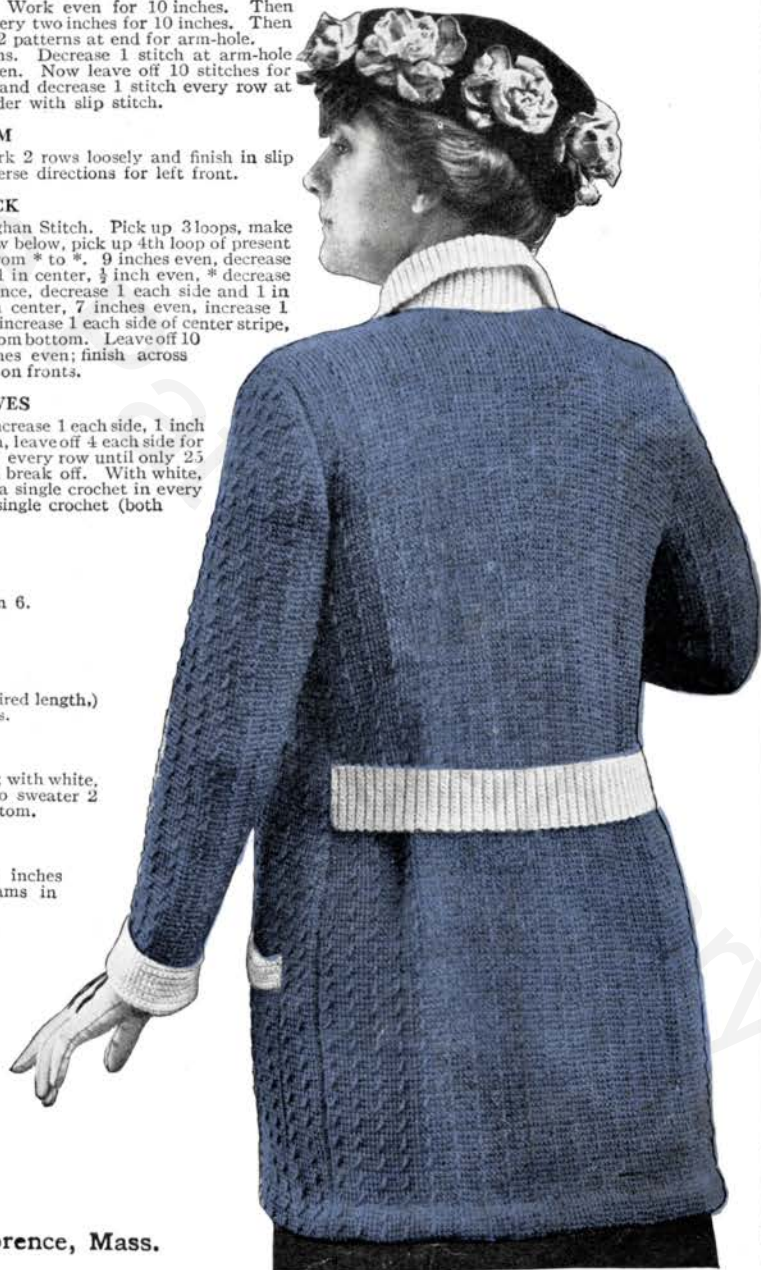 Work even for 10 inches. Then
ery two inches for 10 inches. Then
2 patterns at end for arm-hole.
ns. Decrease 1 stitch at arm-hole
en. Now leave off 10 stitches for
and decrease 1 stitch every row at
der with slip stitch.
M
rk 2 rows loosely and finish in slip
erse directions for left front.
CK
ghan Stitch. Pick up 3 loops, make
w below, pick up 4th loop of present
rom * to *. 9 inches even, decrease
1 in center, ½ inch even, * decrease
nce, decrease 1 each side and 1 in
center, 7 inches even, increase 1
increase 1 each side of center stripe,
om bottom. Leave off 10
hes even; finish across
on fronts.
VES
ncrease 1 each side, 1 inch
n, leave off 4 each side for
every row until only 25
break off. With white,
a single crochet in every
single crochet (both
n 6.
ired length,)
s.
with white,
o sweater 2
tom.
inches
ams in
orence, Mass.